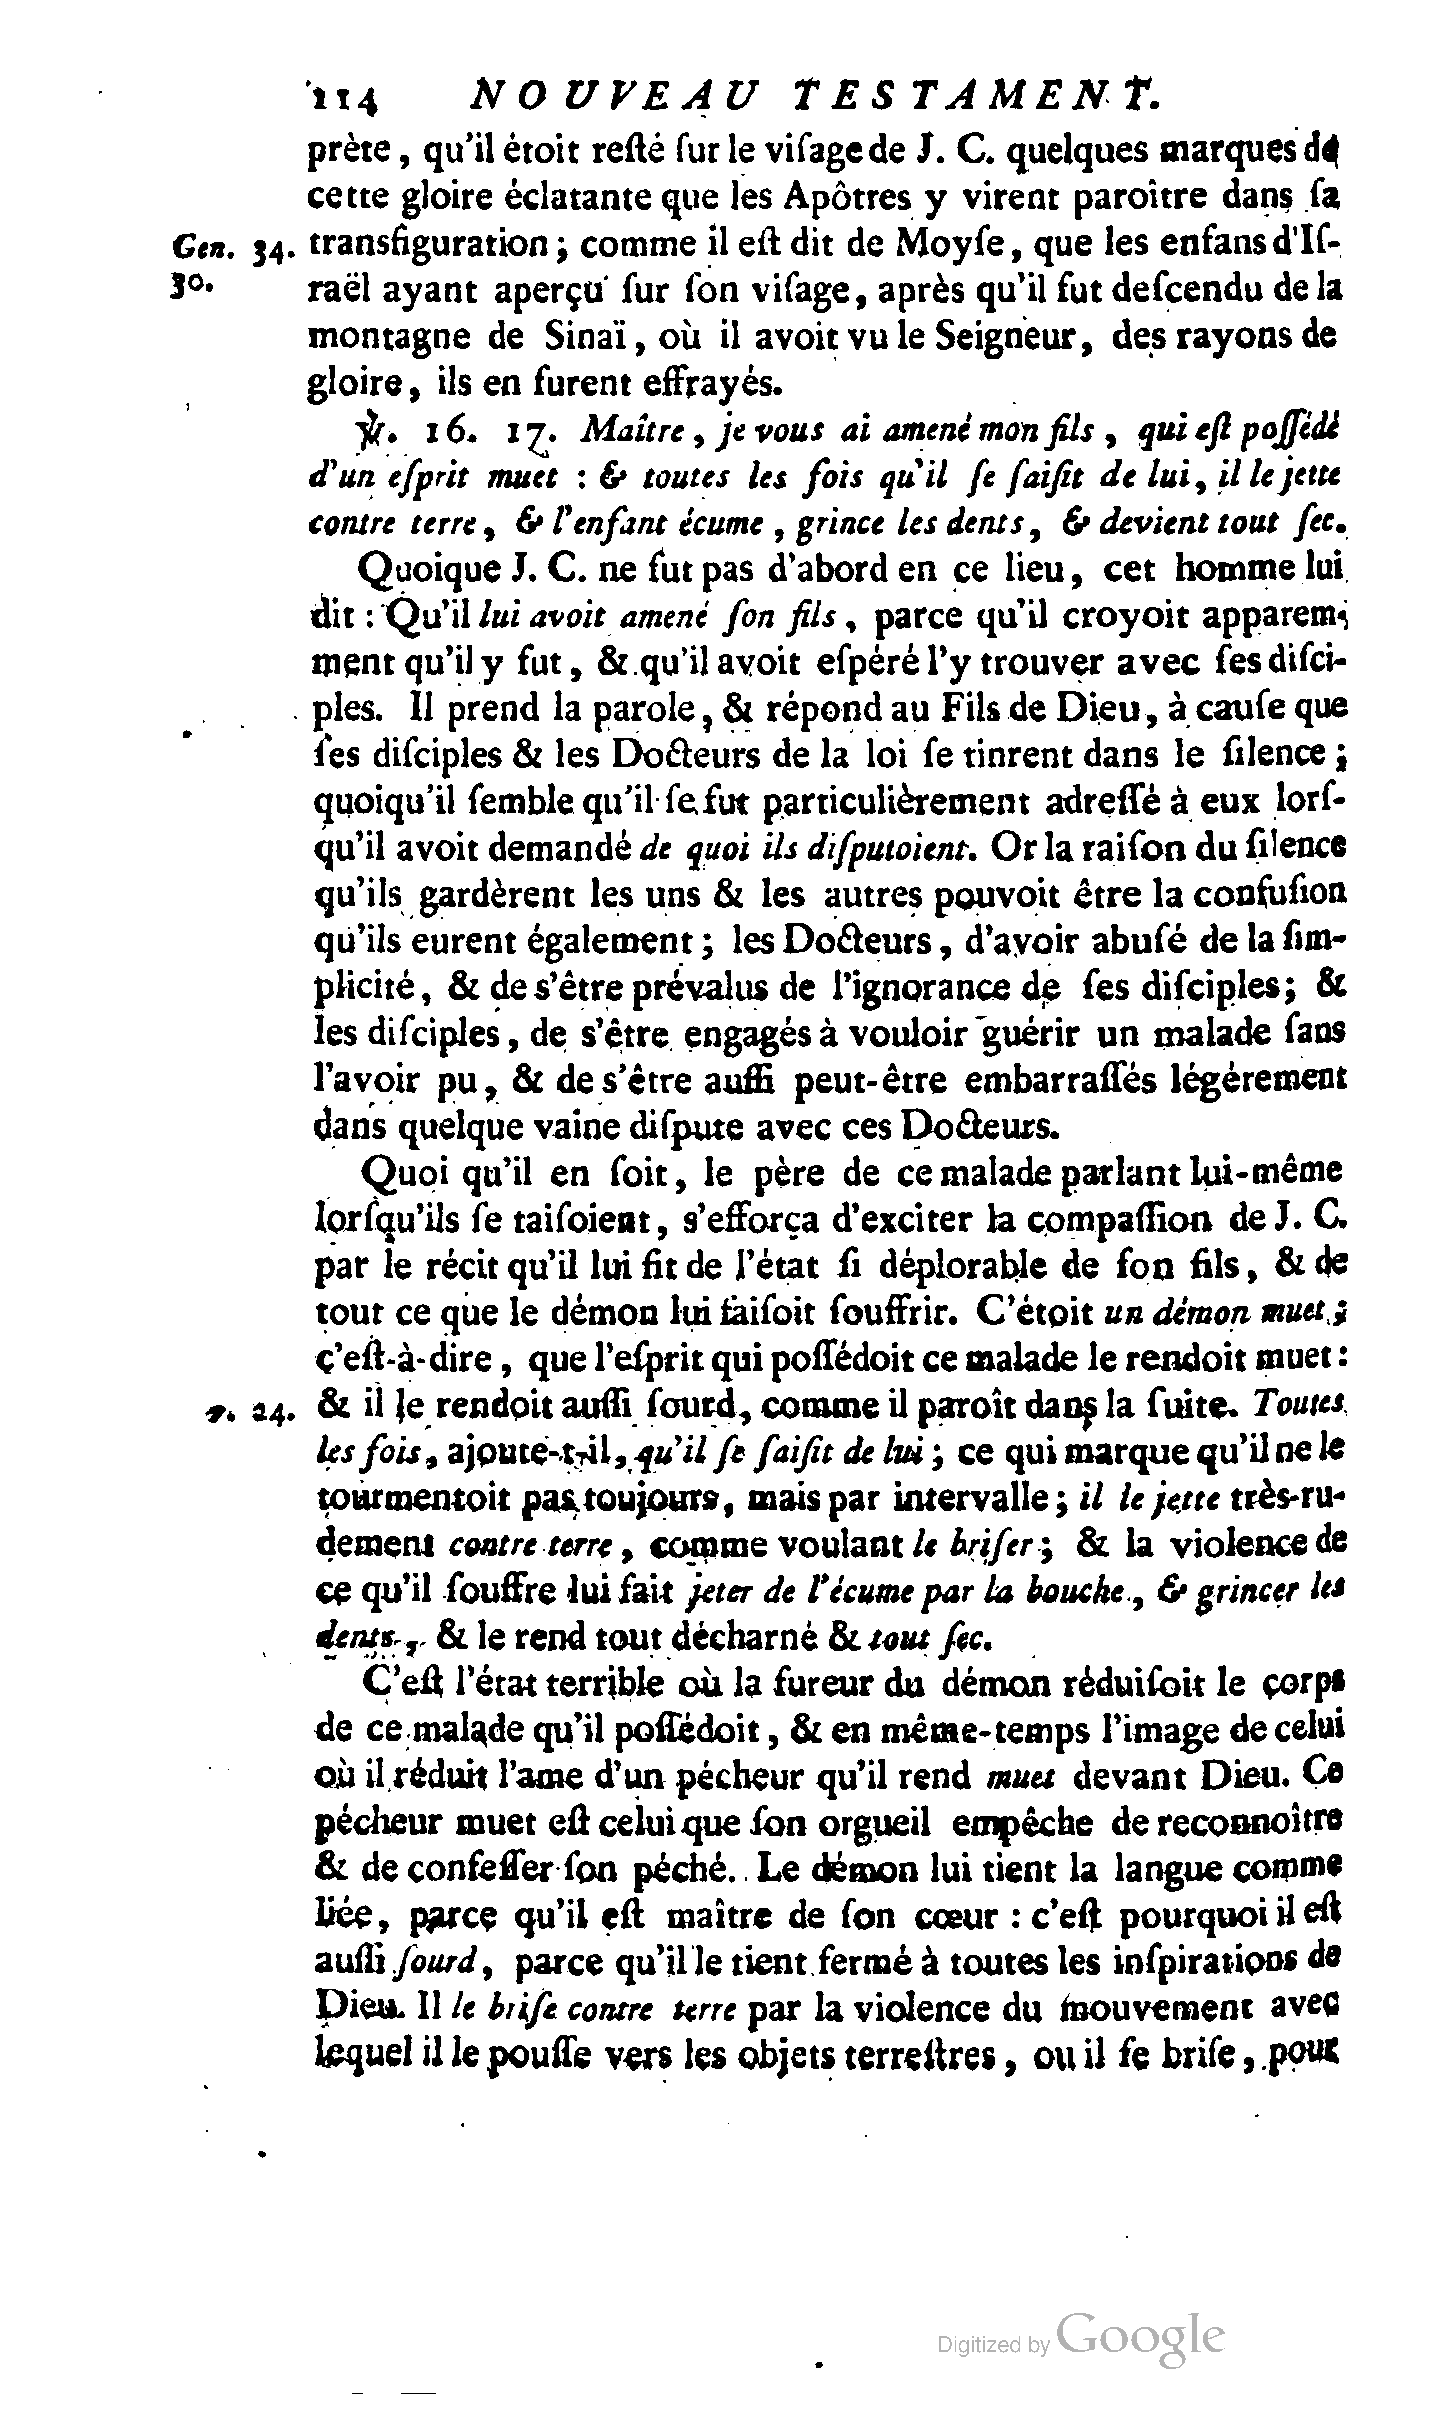 114 NOUVEAU TESTAMENT.
prète, qu'il étoit reſté ſur le viſage de J. C. quelques marques de
cette gloire éclatante que les Apôtres y virent paroître dans ſa
Gen. 34. transfiguration; comme il eſt dit de Moyſe, que les enfans d'Iſ-
30. raël ayant aperçu ſur ſon viſage, après qu'il fut deſcendu de la
montagne de Sinaï, où il avoit vu le Seigneur, des rayons de
gloire, ils en furent effrayés.
℣. 16. 17. Maître, je vous ai amené mon fils, qui eſt poſſédé
d'un eſprit muet : & toutes les fois qu'il ſe ſaiſit de lui, il le jette
contre terre, & l'enfant écume, grince les dents, & devient tout ſec.
Quoique J. C. ne fut pas d'abord en ce lieu, cet homme lui
dit : Qu'il lui avoit amené ſon fils, parce qu'il croyoit apparem-
ment qu'il y fut, & qu'il avoit eſpéré l'y trouver avec ſes diſci-
ples. Il prend la parole, & répond au Fils de Dieu, à cauſe que
ſes diſciples & les Docteurs de la loi ſe tinrent dans le ſilence;
quoiqu'il ſemble qu'il ſe fut particulièrement adreſſé à eux lorſ-
qu'il avoit demandé de quoi ils diſputoient. Or la raiſon du ſilence
qu'ils gardèrent les uns & les autres pouvoit être la confuſion
qu'ils eurent également; les Docteurs, d'avoir abuſé de la ſim-
plicité, & de s'être prévalus de l'ignorance de ſes diſciples; &
les diſciples, de s'être engagés à vouloir guérir un malade ſans
l'avoir pu, & de s'être auſſi peut-être embarraſſés légérement
dans quelque vaine diſpute avec ces Docteurs.
Quoi qu'il en ſoit, le père de ce malade parlant lui-même
lorſqu'ils ſe taiſoient, s'efforça d'exciter la compaſſion de J. C.
par le récit qu'il lui fit de l'état ſi déplorable de ſon fils, & de
tout ce que le démon lui faiſoit ſouffrir. C'étoit un démon muet;
c'eſt-à-dire, que l'eſprit qui poſſédoit ce malade le rendoit muet:
v. 24. & il le rendoit auſſi ſourd, comme il paroît dans la ſuite. Toutes
les fois, ajoute-t-il, qu'il ſe ſaiſit de lui; ce qui marque qu'il ne le
tourmentoit pas toujours, mais par intervalle; il le jette très-ru-
dement contre terre, comme voulant le briſer; & la violence de
ce qu'il ſouffre lui fait jeter de l'écume par la bouche, & grincer les
dents, & le rend tout décharné & tout ſec.
C'eſt l'état terrible où la fureur du démon réduiſoit le corps
de ce malade qu'il poſſédoit, & en même-temps l'image de celui
où il réduit l'ame d'un pécheur qu'il rend muet devant Dieu. Ce
pécheur muet eſt celui que ſon orgueil empêche de reconnoître
& de confeſſer ſon péché. Le démon lui tient la langue comme
liée, parce qu'il eſt maître de ſon cœur : c'eſt pourquoi il eſt
auſſi ſourd, parce qu'il le tient fermé à toutes les inſpirations de
Dieu. Il le briſe contre terre par la violence du mouvement avec
lequel il le pouſſe vers les objets terreſtres, ou il ſe briſe, pour
Digitized by Google